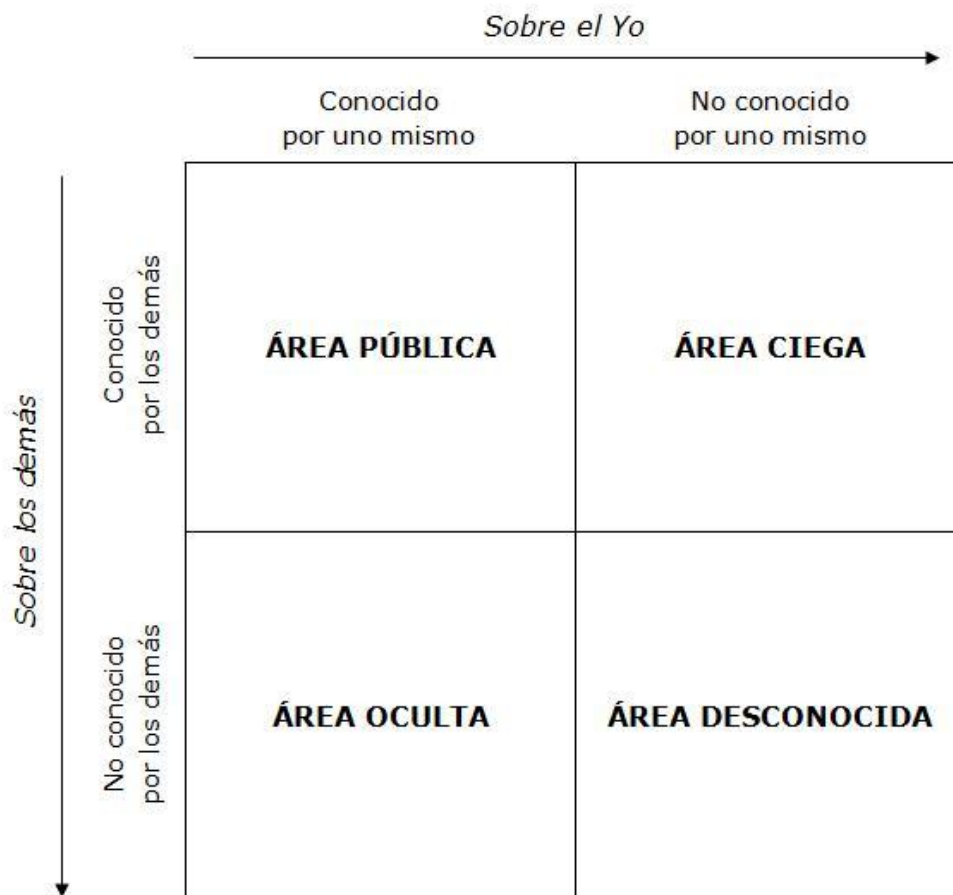 Sobre el Yo
Conocido
por uno mismo
No conocido
por uno mismo
Sobre los demás
Conocido
por los demás
ÁREA PÚBLICA
ÁREA CIEGA
No conocido
por los demás
ÁREA OCULTA
ÁREA DESCONOCIDA